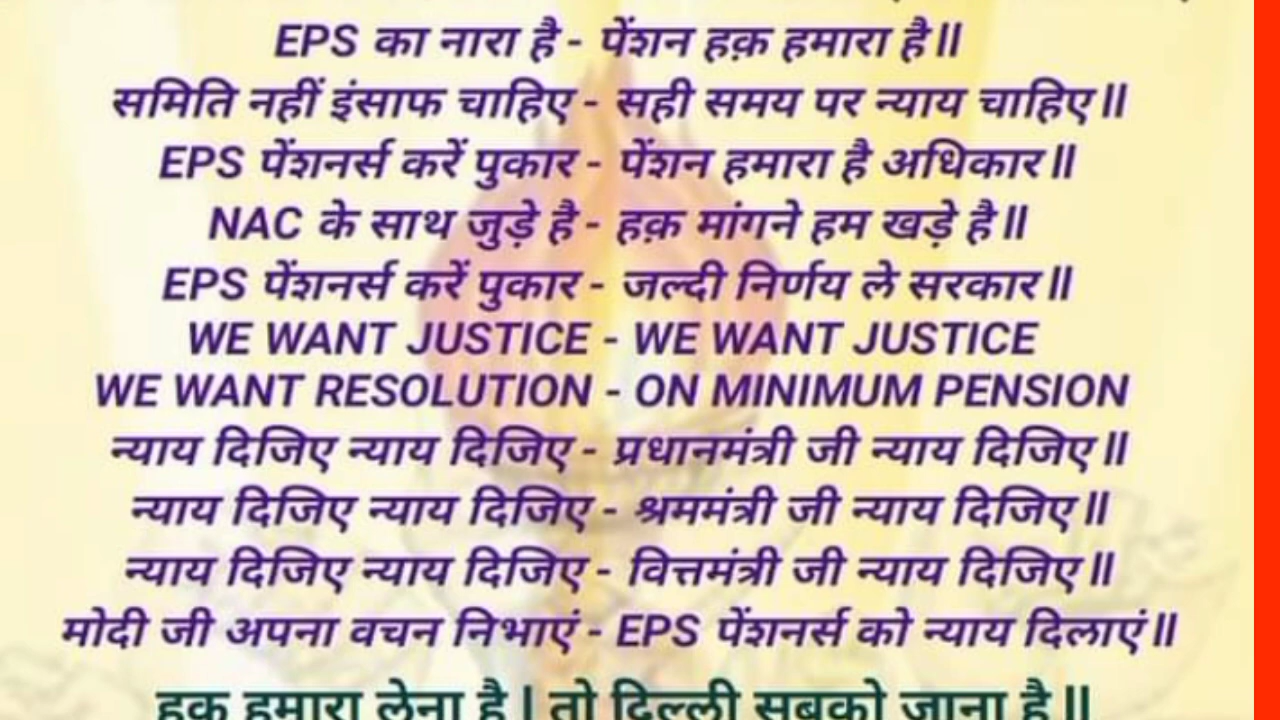 EPS का नारा है - पेंशन हक़ हमारा है॥
समिति नहीं इंसाफ चाहिए - सही समय पर न्याय चाहिए॥
EPS पेंशनर्स करें पुकार - पेंशन हमारा है अधिकार॥
NAC के साथ जुड़े है - हक़ मांगने हम खड़े है॥
EPS पेंशनर्स करें पुकार - जल्दी निर्णय ले सरकार॥
WE WANT JUSTICE - WE WANT JUSTICE
WE WANT RESOLUTION - ON MINIMUM PENSION
न्याय दिजिए न्याय दिजिए - प्रधानमंत्री जी न्याय दिजिए॥
न्याय दिजिए न्याय दिजिए - श्रममंत्री जी न्याय दिजिए॥
न्याय दिजिए न्याय दिजिए - वित्तमंत्री जी न्याय दिजिए॥
मोदी जी अपना वचन निभाएं - EPS पेंशनर्स को न्याय दिलाएं॥
हक हमारा लेना है। तो दिल्ली सबको जाना है॥